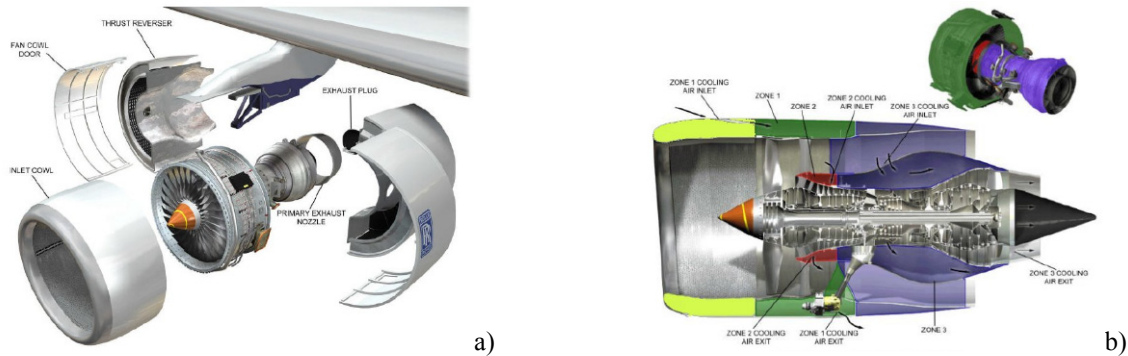 THRUST REVERSER
FAN COWL
DOOR
EXHAUST PLUG
INLET COWL
PRIMARY EXHAUST
NOZZLE
a)
ZONE 1 COOLING
AIR INLET
ZONE 1
ZONE 2
ZONE 2 COOLING
AIR INLET
ZONE 3 COOLING
AIR INLET
ZONE 3 COOLING
AIR EXIT
ZONE 2 COOLING
AIR EXIT
ZONE 1 COOLING
AIR EXIT
ZONE 3
b)